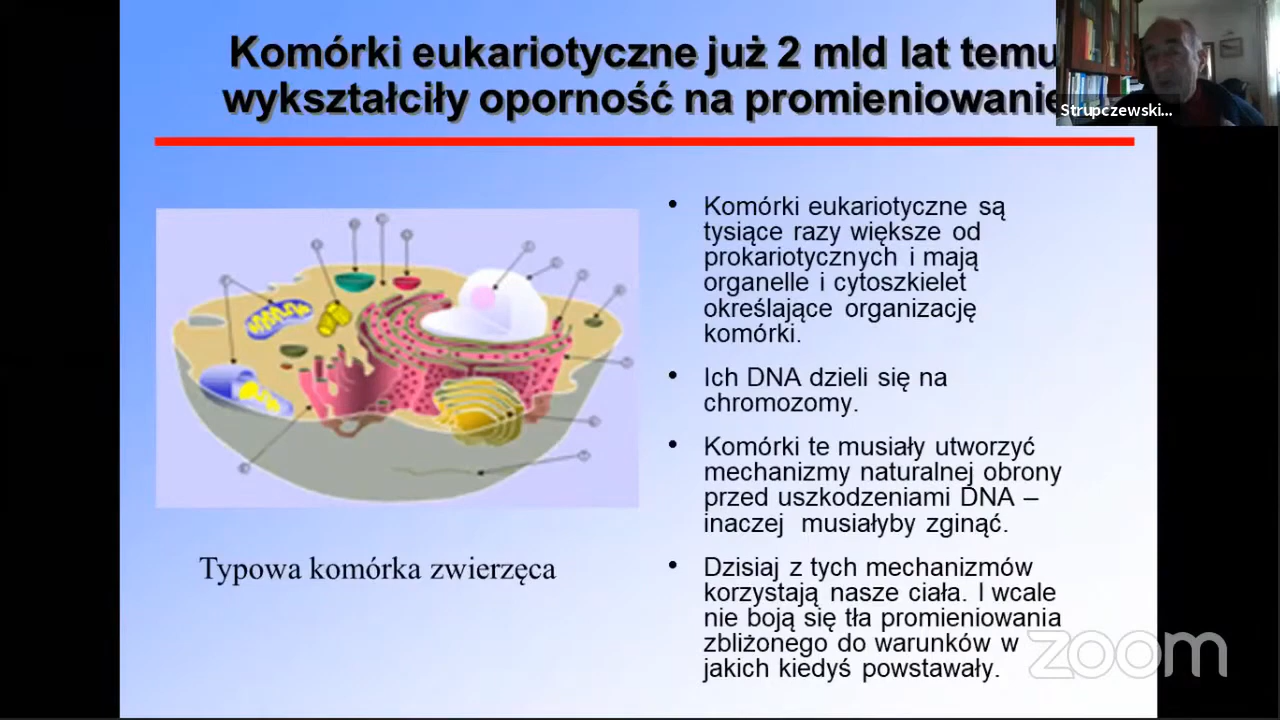 Komórki eukariotyczne już 2 mld lat temu
wykształciły oporność na promieniowanie
Strupczewski...
• Komórki eukariotyczne są
tysiące razy większe od
prokariotycznych i mają
organelle i cytoszkielet
określające organizację
komórki.
• Ich DNA dzieli się na
chromozomy.
• Komórki te musiały utworzyć
mechanizmy naturalnej obrony
przed uszkodzeniami DNA –
inaczej musiałyby zginąć.
• Dzisiaj z tych mechanizmów
korzystają nasze ciała. I wcale
nie boją się tła promieniowania
zbliżonego do warunków w
jakich kiedyś powstawały.
Typowa komórka zwierzęca
zoom